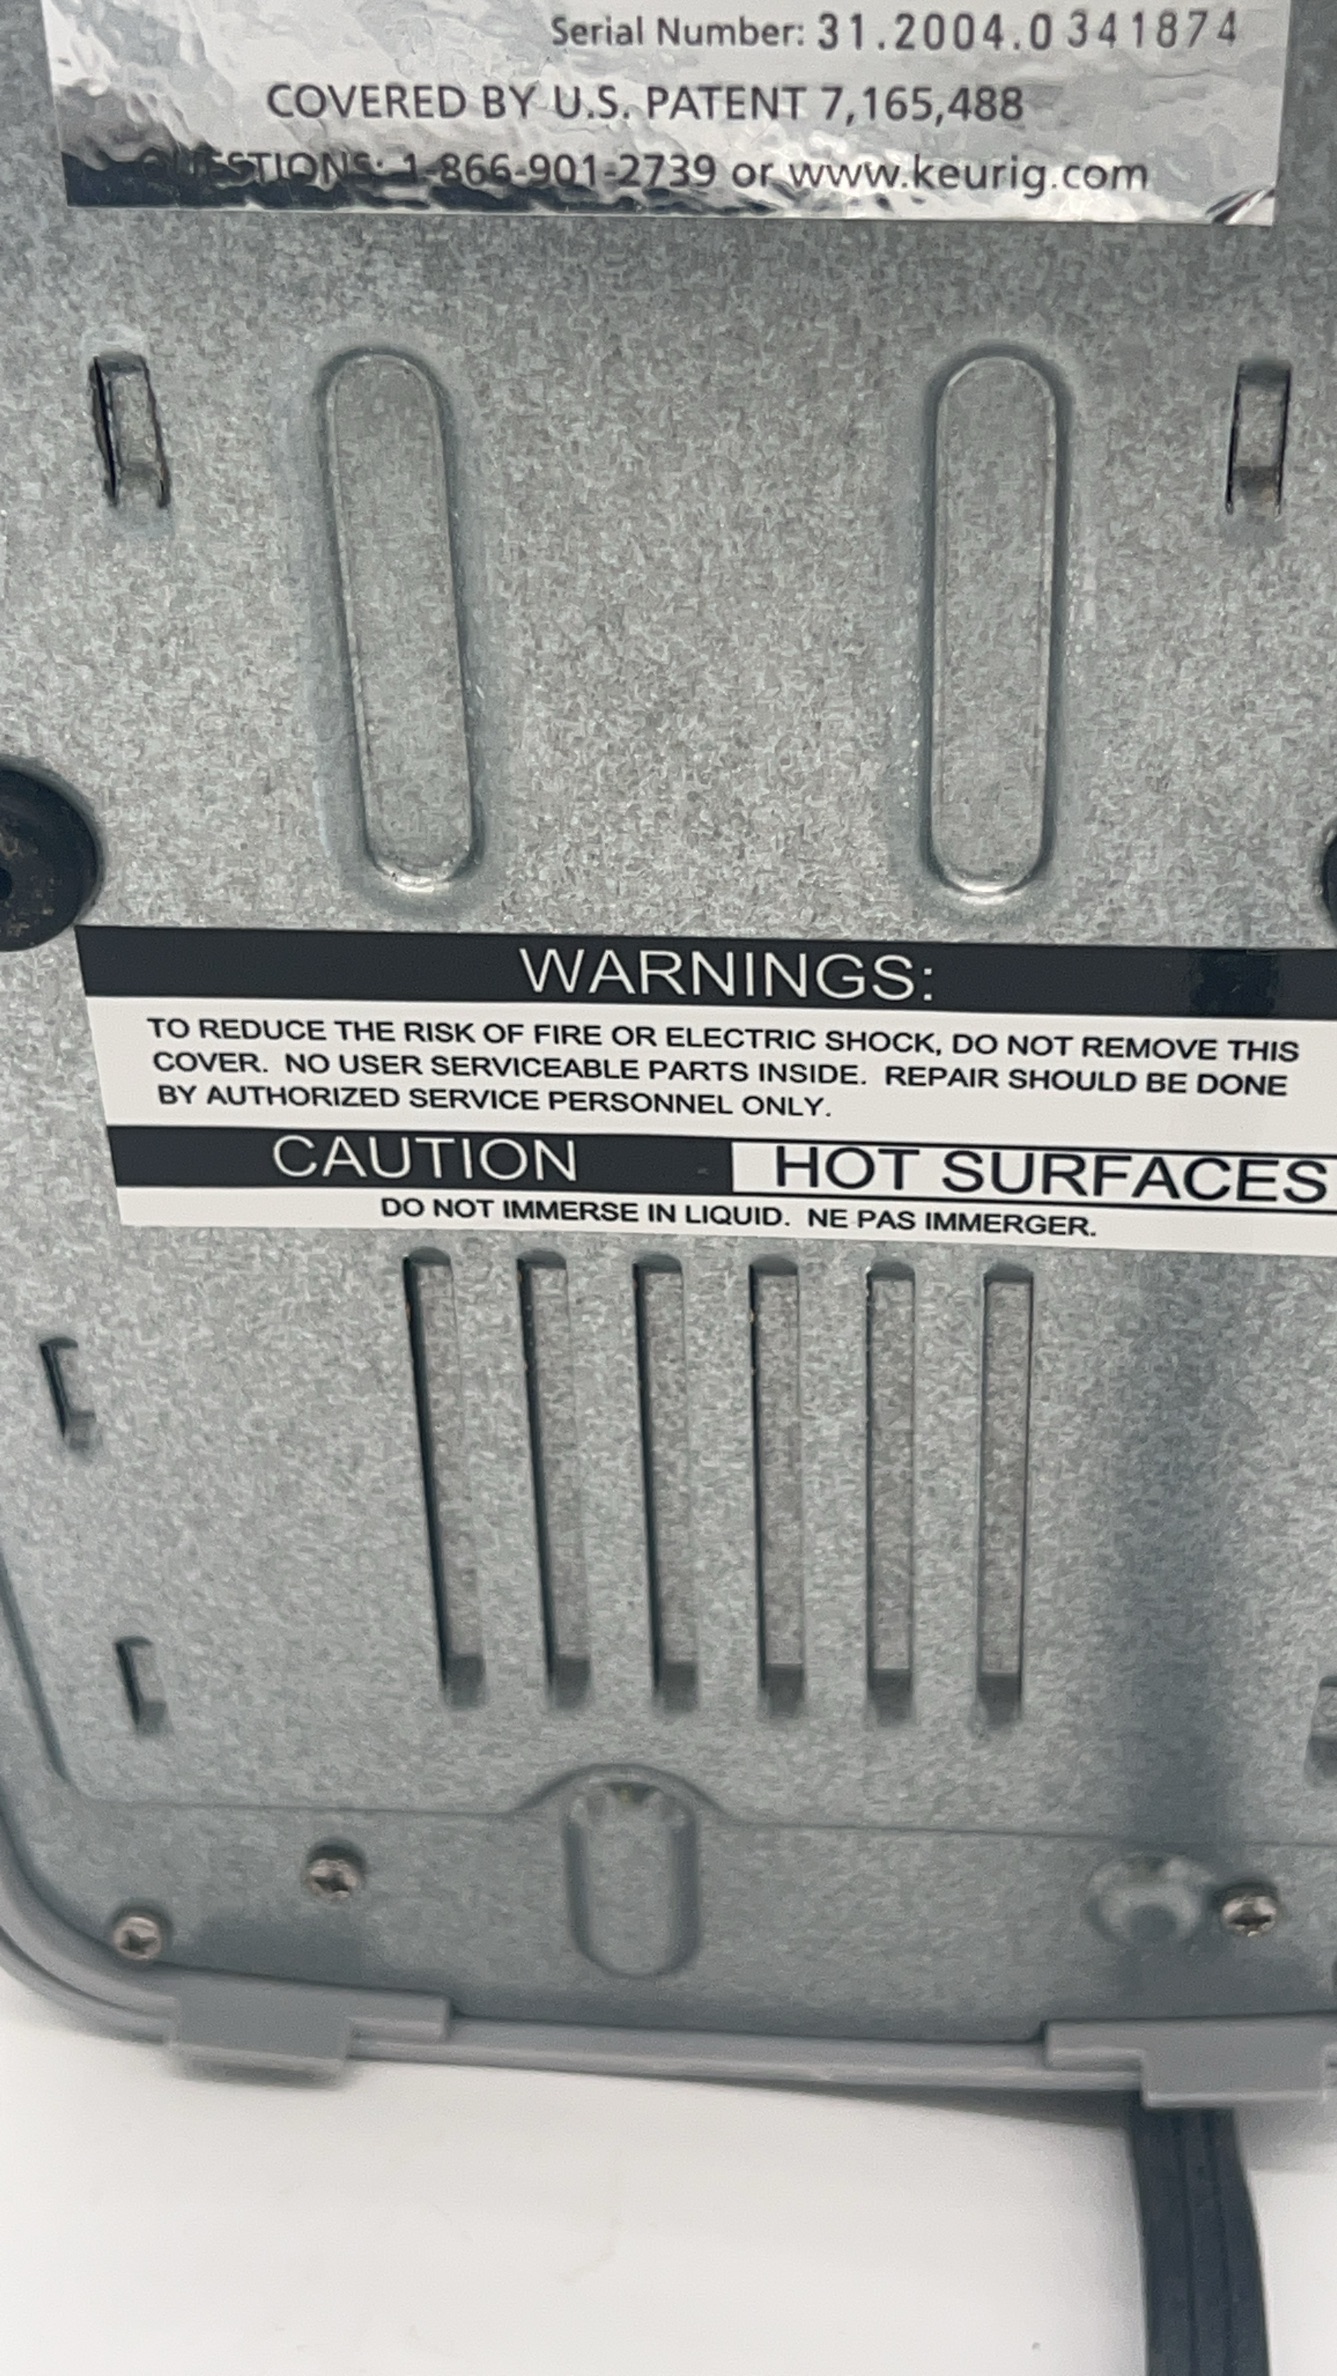 Serial Number: 31.2004.0341874
COVERED BY U.S. PATENT 7,165,488
QUESTIONS: 1-866-901-2739 or www.keurig.com
WARNINGS:
TO REDUCE THE RISK OF FIRE OR ELECTRIC SHOCK, DO NOT REMOVE THIS
COVER. NO USER SERVICEABLE PARTS INSIDE. REPAIR SHOULD BE DONE
BY AUTHORIZED SERVICE PERSONNEL ONLY.
CAUTION HOT SURFACES
DO NOT IMMERSE IN LIQUID. NE PAS IMMERGER.